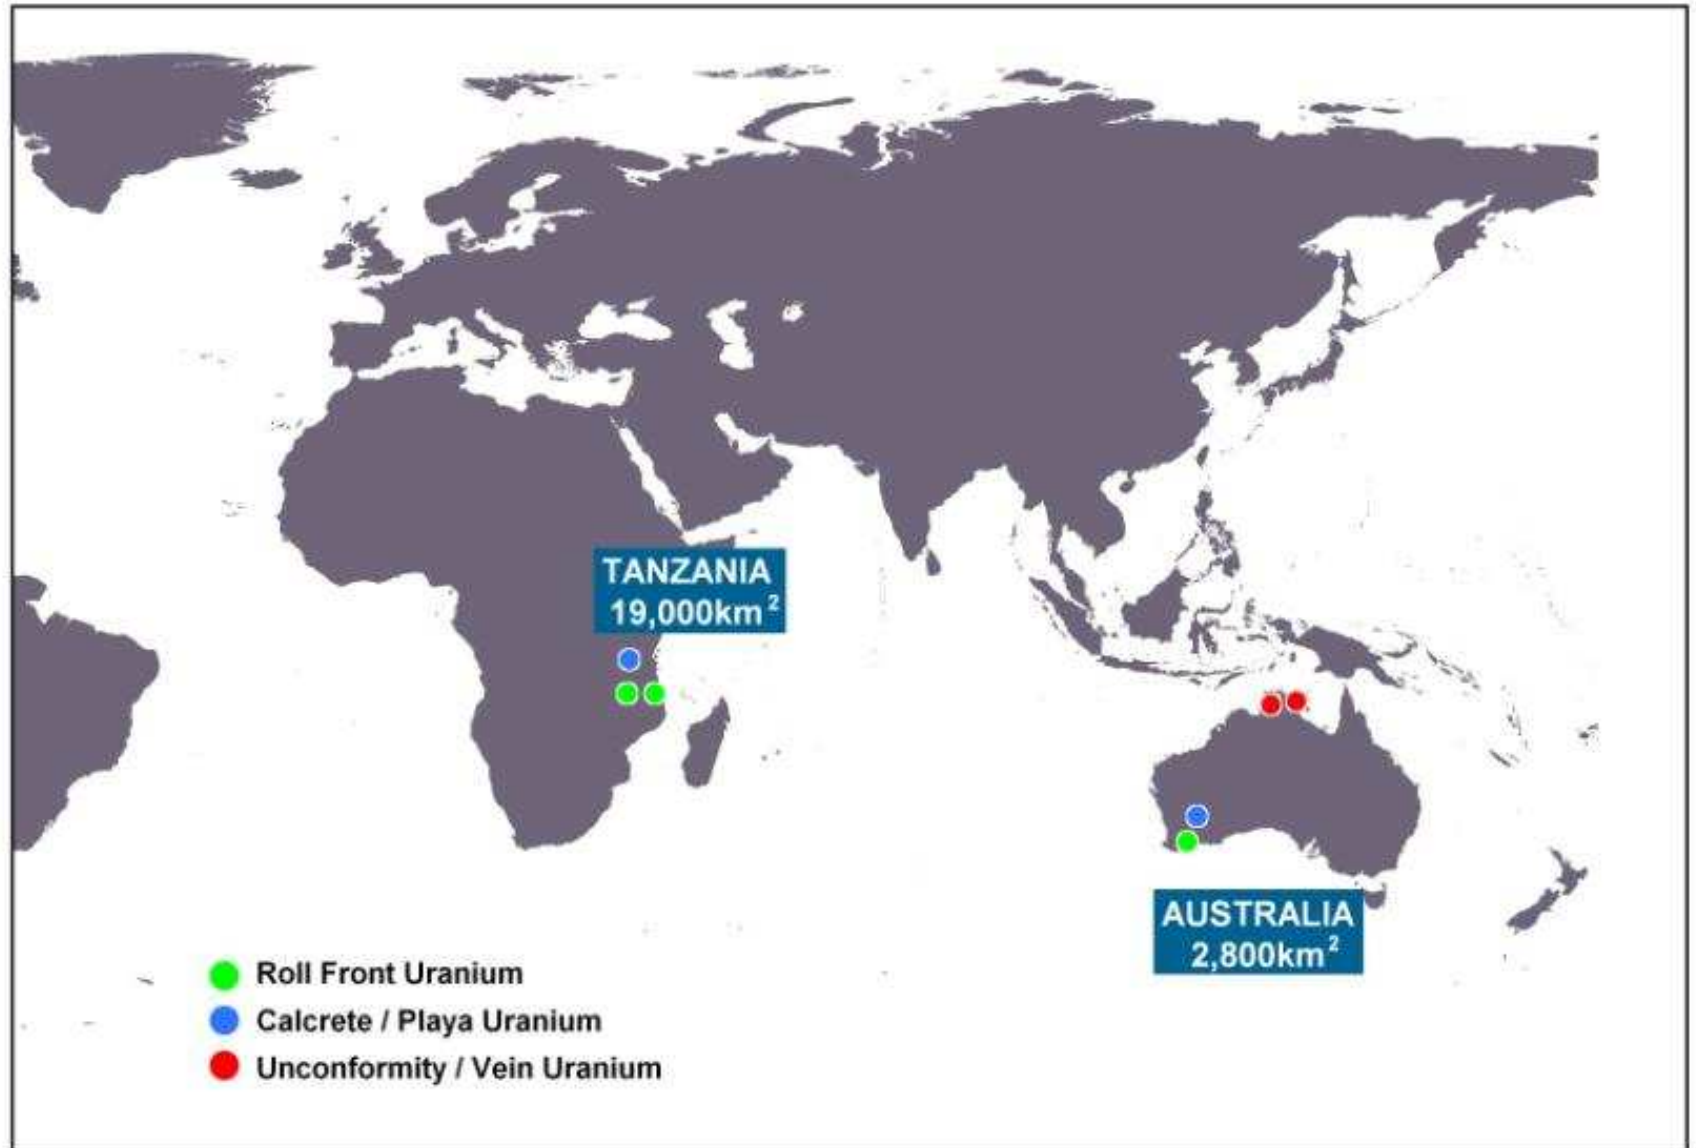 TANZANIA
19,000km²
AUSTRALIA
2,800km²
Roll Front Uranium
Calcrete / Playa Uranium
Unconformity / Vein Uranium